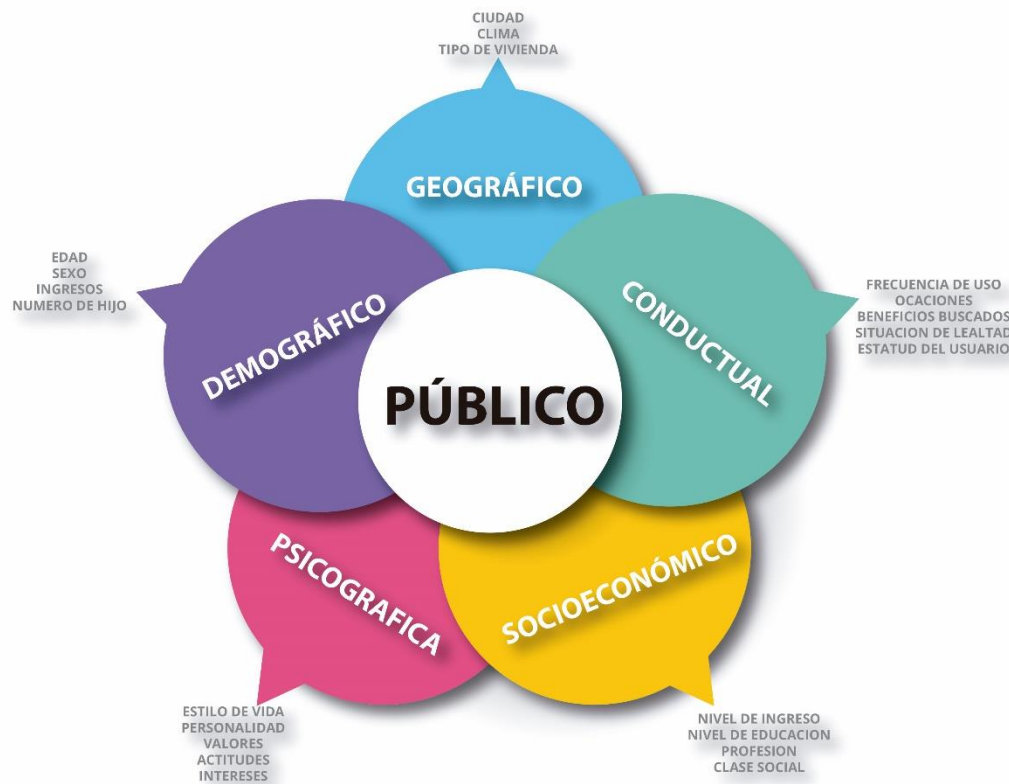 CIUDAD
CLIMA
TIPO DE VIVIENDA
GEOGRÁFICO
EDAD
SEXO
INGRESOS
NUMERO DE HIJO
DEMOGRÁFICO
CONDUCTUAL
FRECUENCIA DE USO
OCACIONES
BENEFICIOS BUSCADOS
SITUACION DE LEALTAD
ESTATUD DEL USUARIO
PÚBLICO
PSICOGRAFICA
SOCIOECONÓMICO
ESTILO DE VIDA
PERSONALIDAD
VALORES
ACTITUDES
INTERESES
NIVEL DE INGRESO
NIVEL DE EDUCACION
PROFESION
CLASE SOCIAL